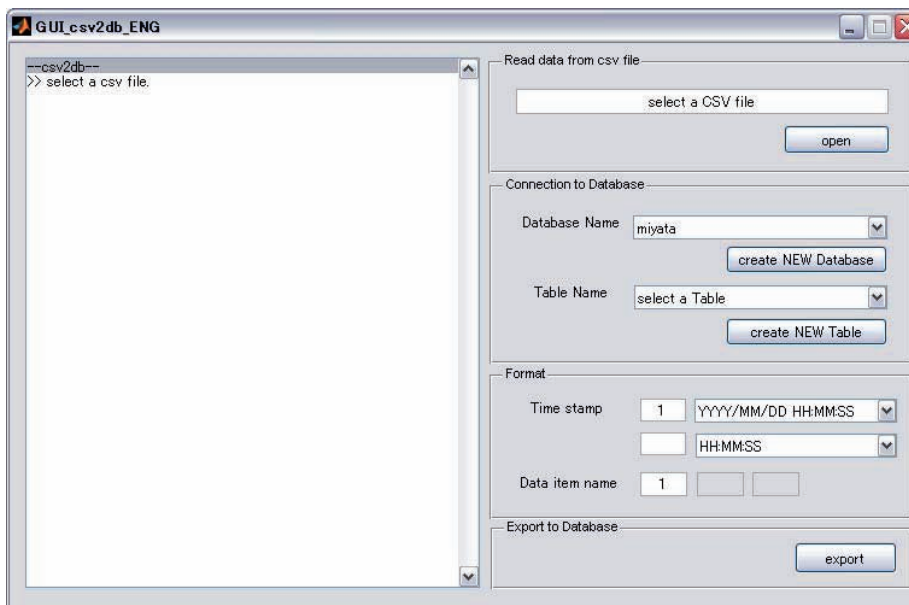 GUI_csv2db_ENG
--csv2db--
>> select a csv file.
Read data from csv file
select a CSV file
open
Connection to Database
Database Name
miyata
create NEW Database
Table Name
select a Table
create NEW Table
Format
Time stamp
1
YYYY/MM/DD HH:MM:SS
HH:MM:SS
Data item name
1
Export to Database
export